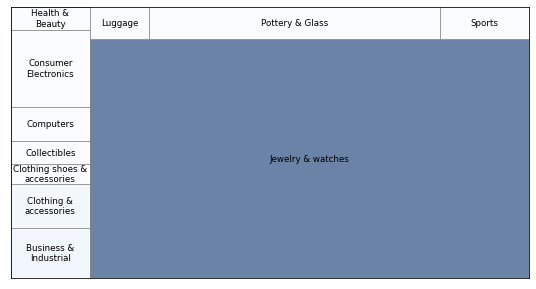 Health &
Beauty
Luggage
Pottery & Glass
Sports
Consumer
Electronics
Computers
Collectibles
Clothing shoes &
accessories
Jewelry & watches
Clothing &
accessories
Business &
Industrial